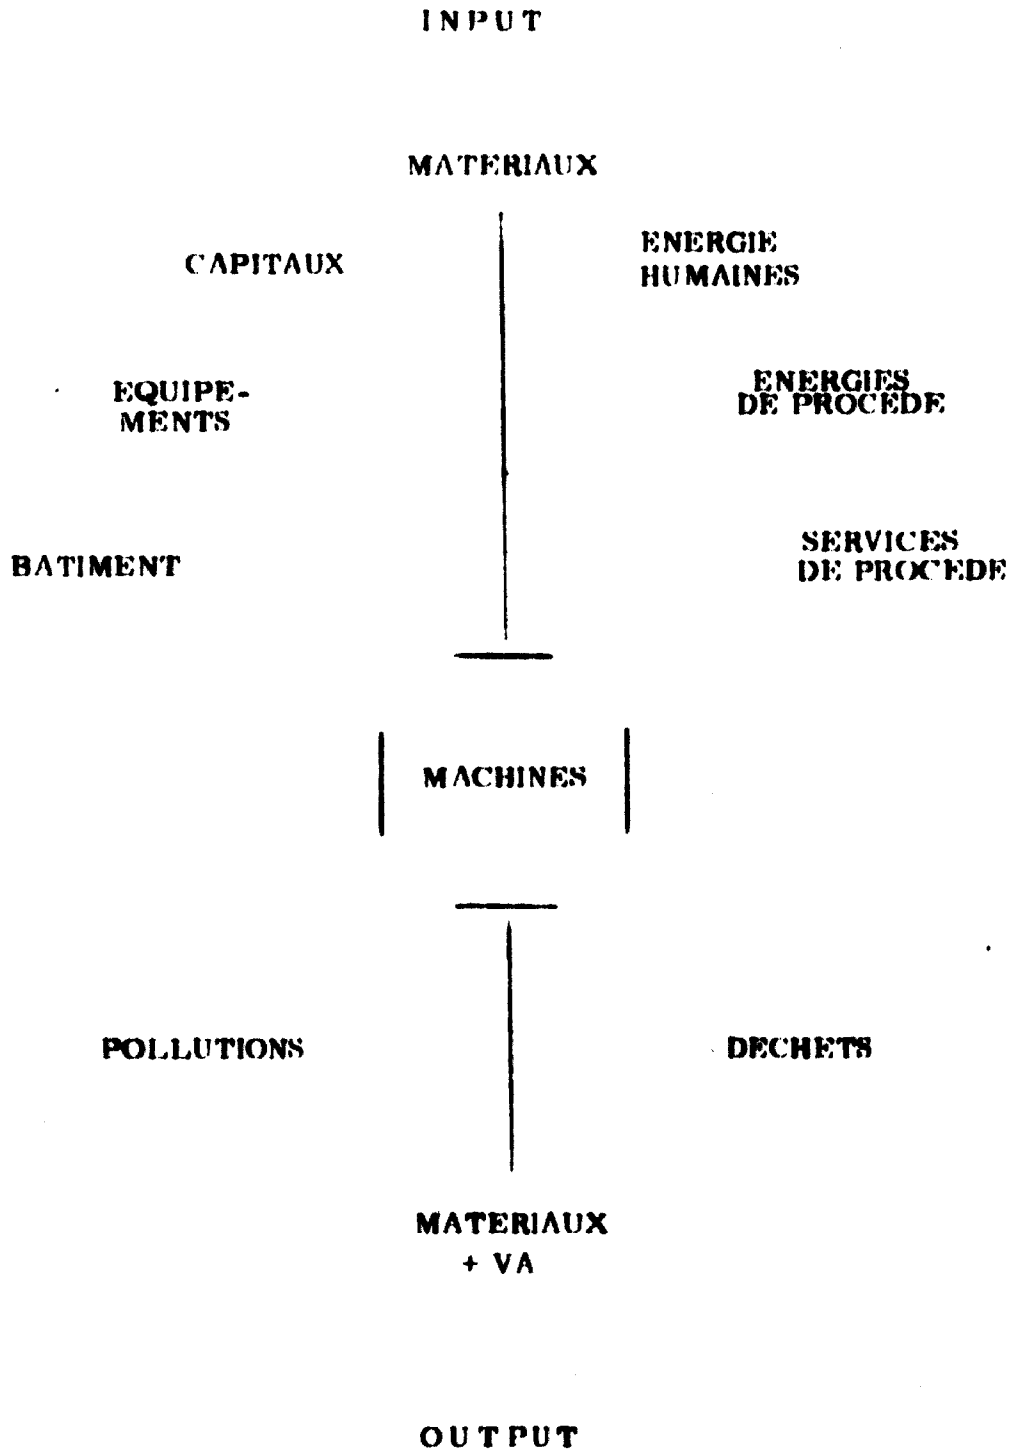 INPUT
MATERIAUX
CAPITAUX
ENERGIE
HUMAINES
EQUIPE-
MENTS
ENERGIES
DE PROCEDE
BATIMENT
SERVICES
DE PROCEDE
MACHINES
POLLUTIONS
DECHETS
MATERIAUX
+ VA
OUTPUT